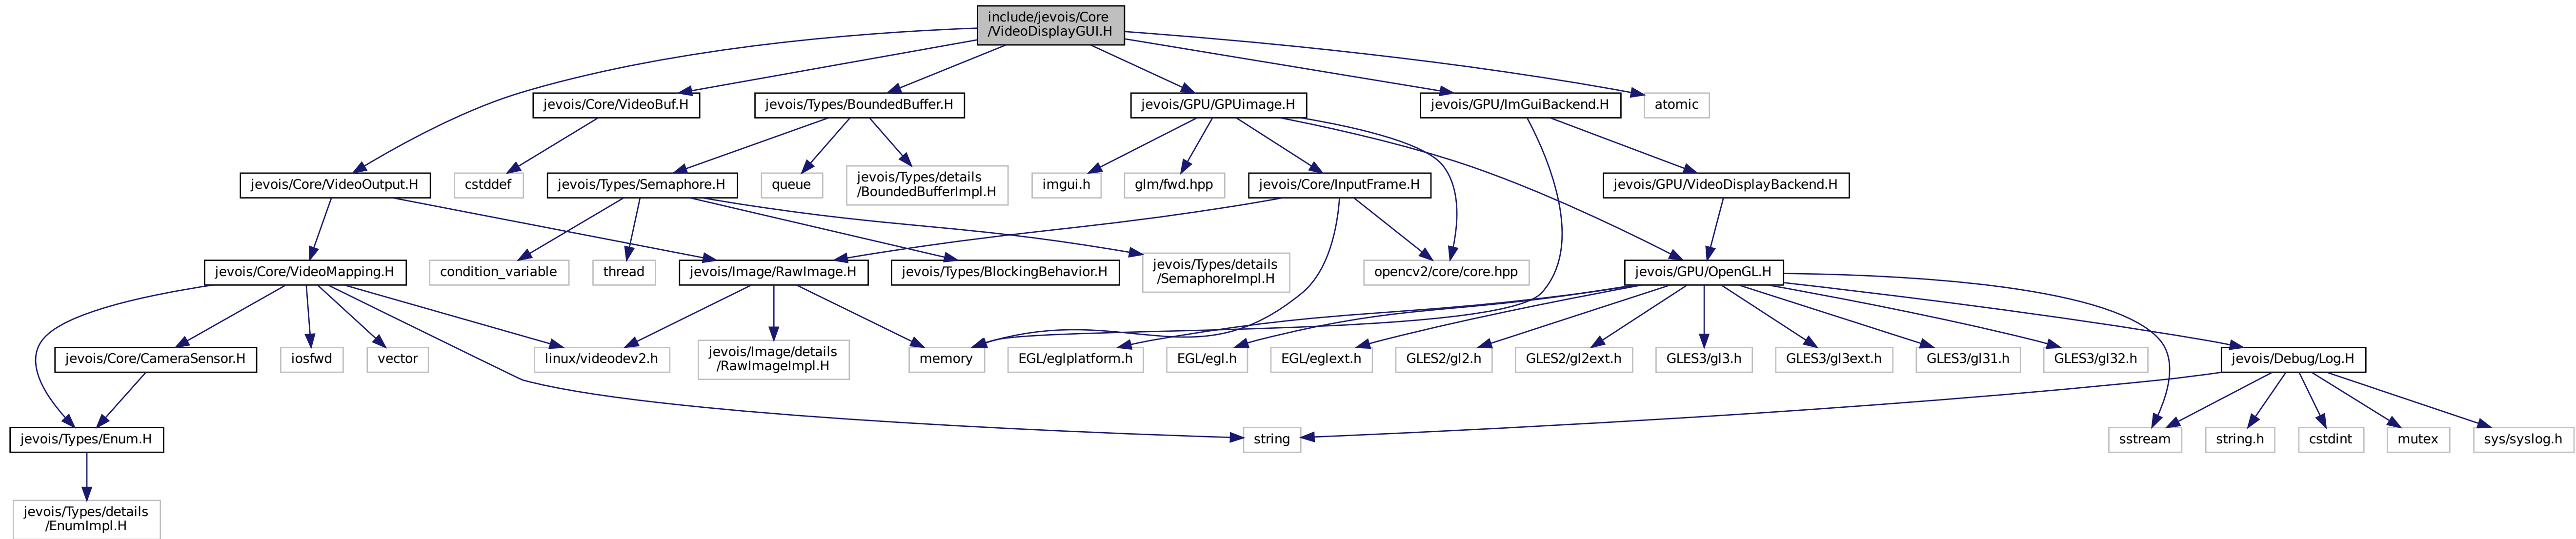 include/jevois/Core
/VideoDisplayGUI.H
jevois/Core/VideoBuf.H
jevois/Types/BoundedBuffer.H
jevois/GPU/GPUimage.H
jevois/GPU/ImGuiBackend.H
atomic
jevois/Core/VideoOutput.H
cstddef
jevois/Types/Semaphore.H
queue
jevois/Types/details
/BoundedBufferImpl.H
imgui.h
glm/fwd.hpp
jevois/Core/InputFrame.H
jevois/GPU/VideoDisplayBackend.H
jevois/Core/VideoMapping.H
condition_variable
thread
jevois/Image/RawImage.H
jevois/Types/BlockingBehavior.H
jevois/Types/details
/SemaphoreImpl.H
opencv2/core/core.hpp
jevois/GPU/OpenGL.H
jevois/Core/CameraSensor.H
iosfwd
vector
linux/videodev2.h
jevois/Image/details
/RawImageImpl.H
memory
EGL/eglplatform.h
EGL/egl.h
EGL/eglext.h
GLES2/gl2.h
GLES2/gl2ext.h
GLES3/gl3.h
GLES3/gl3ext.h
GLES3/gl31.h
GLES3/gl32.h
jevois/Debug/Log.H
jevois/Types/Enum.H
string
sstream
string.h
cstdint
mutex
sys/syslog.h
jevois/Types/details
/EnumImpl.H